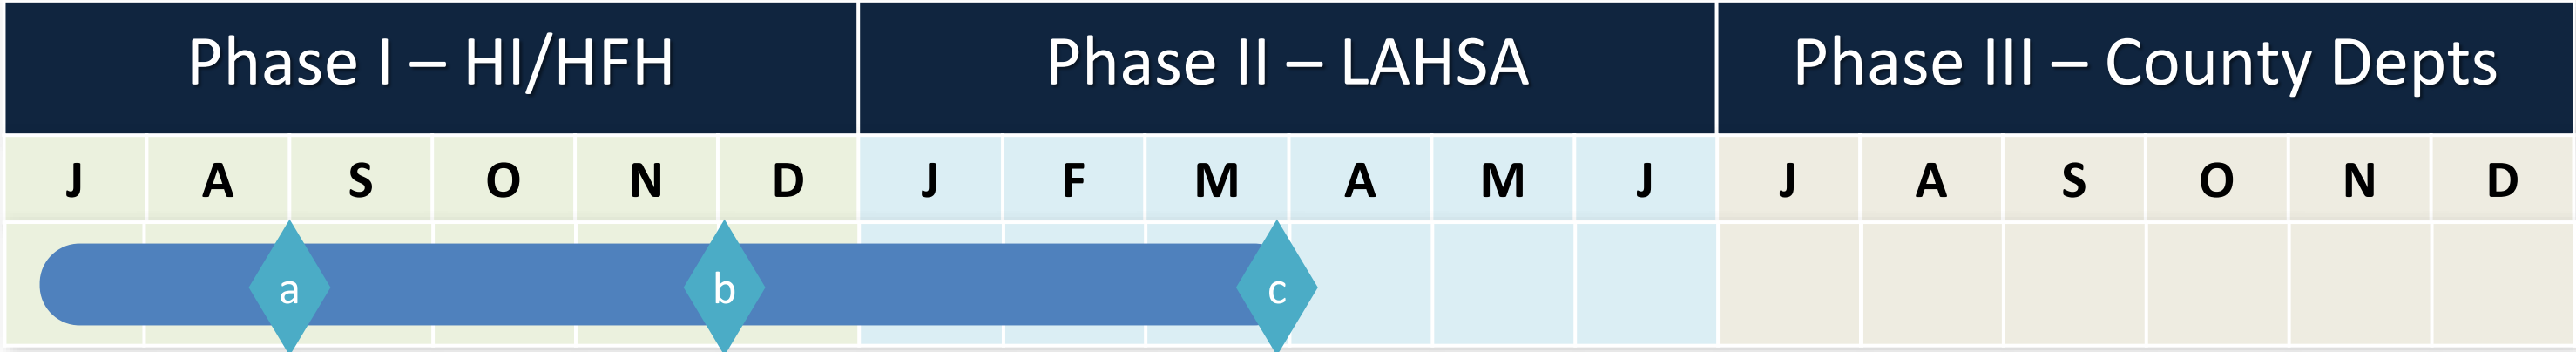 Phase I – HI/HFH Phase II – LAHSA Phase III – County Depts
J A S O N D J F M A M J J A S O N D
a b c